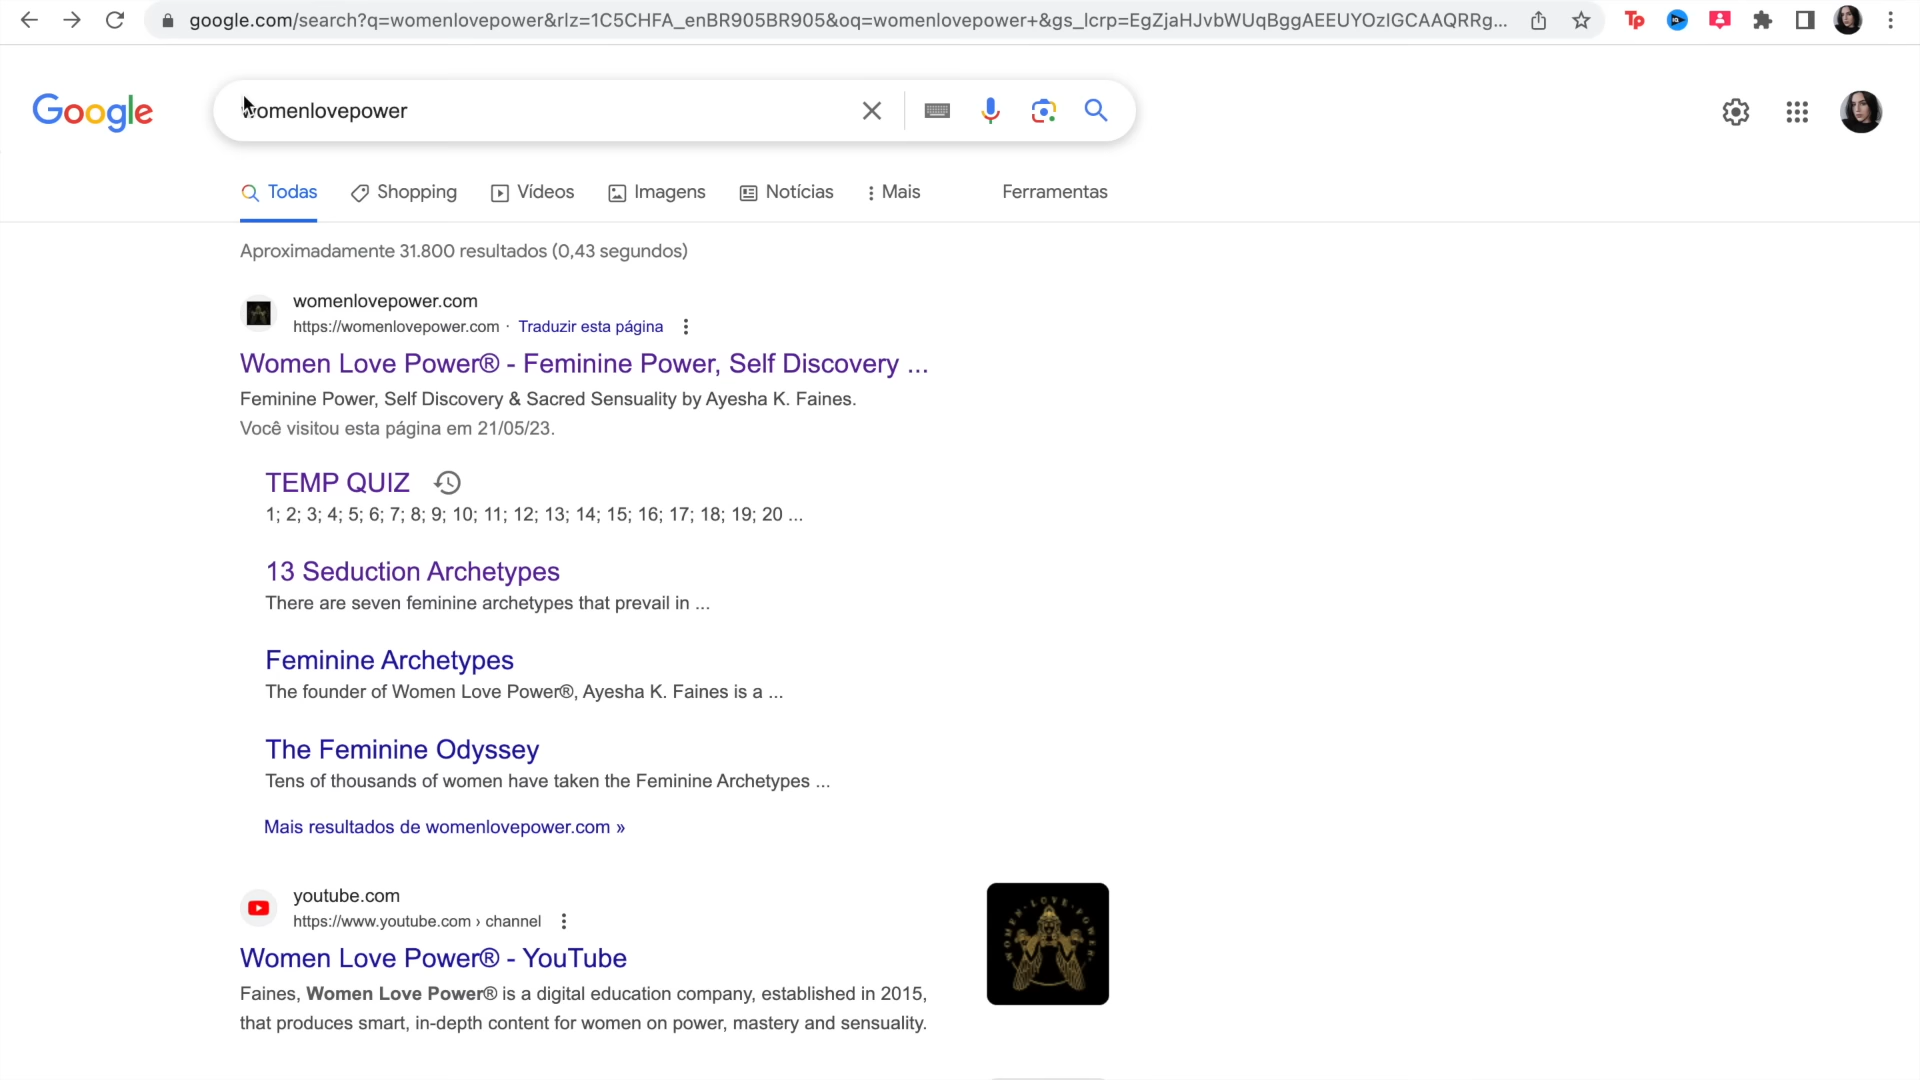 google.com/search?q=womenlovepower&rlz=1C5CHFA_enBR905BR905&oq=womenlovepower+&gs_lcrp=EgZjaHJvbWUqBggAEEUYOzIGCAAQRRg...
Google
womenlovepower
Todas
Shopping
Vídeos
Imagens
Notícias
Mais
Ferramentas
Aproximadamente 31.800 resultados (0,43 segundos)
womenlovepower.com
https://womenlovepower.com · Traduzir esta página
Women Love Power® - Feminine Power, Self Discovery ...
Feminine Power, Self Discovery & Sacred Sensuality by Ayesha K. Faines.
Você visitou esta página em 21/05/23.
TEMP QUIZ
1; 2; 3; 4; 5; 6; 7; 8; 9; 10; 11; 12; 13; 14; 15; 16; 17; 18; 19; 20 ...
13 Seduction Archetypes
There are seven feminine archetypes that prevail in ...
Feminine Archetypes
The founder of Women Love Power®, Ayesha K. Faines is a ...
The Feminine Odyssey
Tens of thousands of women have taken the Feminine Archetypes ...
Mais resultados de womenlovepower.com »
youtube.com
https://www.youtube.com › channel
Women Love Power® - YouTube
Faines, Women Love Power® is a digital education company, established in 2015,
that produces smart, in-depth content for women on power, mastery and sensuality.
WOMEN · LOVE · POWER ·